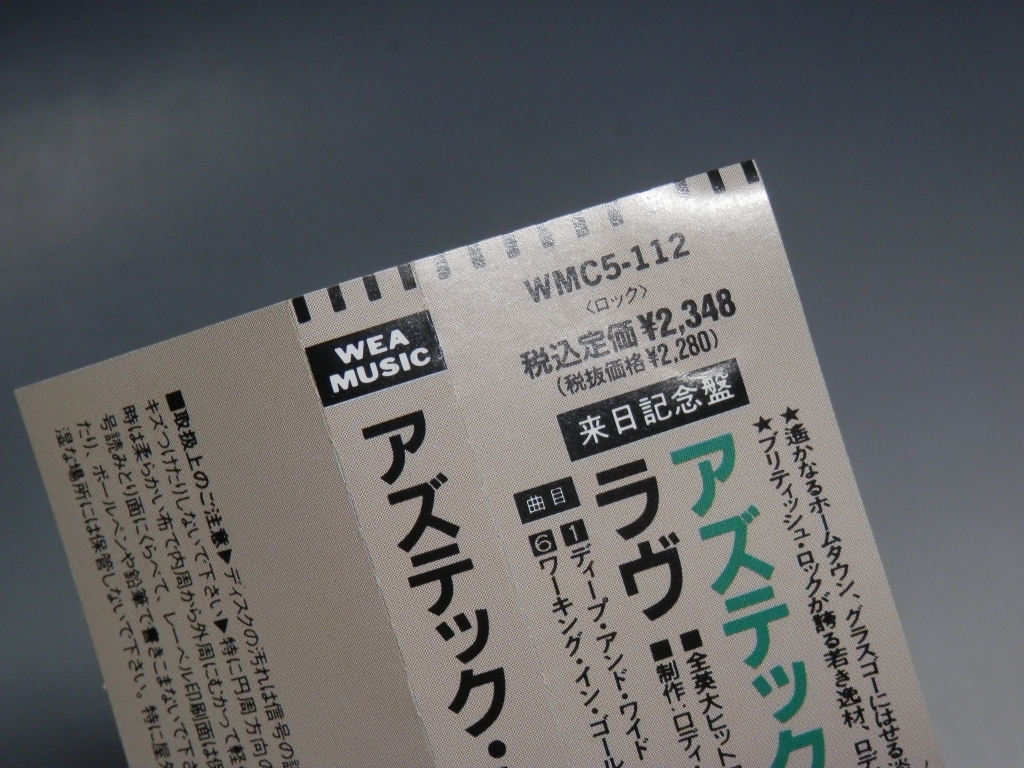 WMC5-112
〈ロック〉
税込定価¥2,348
(税抜価格¥2,280)
来日記念盤
★遥かなるホームタウン、グラスゴーにはせる淡
★ブリティッシュ・ロックが誇る若き逸材、ロデ
アズテック
ラヴ
■全英大ヒット
■制作:ロディ
曲目
1 ディープ・アンド・ワイド
6 ワーキング・イン・ゴール
WEA
MUSIC
アズテック・
■取扱上のご注意▶ディスクの汚れは信号の読
キズつけたりしないで下さい▶特に円周方向の
時は柔らかい布で内周から外周にむかって軽く
号読みとり面にくらべて、レーベル印刷面は保
たり、ボールペンや鉛筆で書きこまないで下さ
湿な場所には保管しないで下さい。特に屋